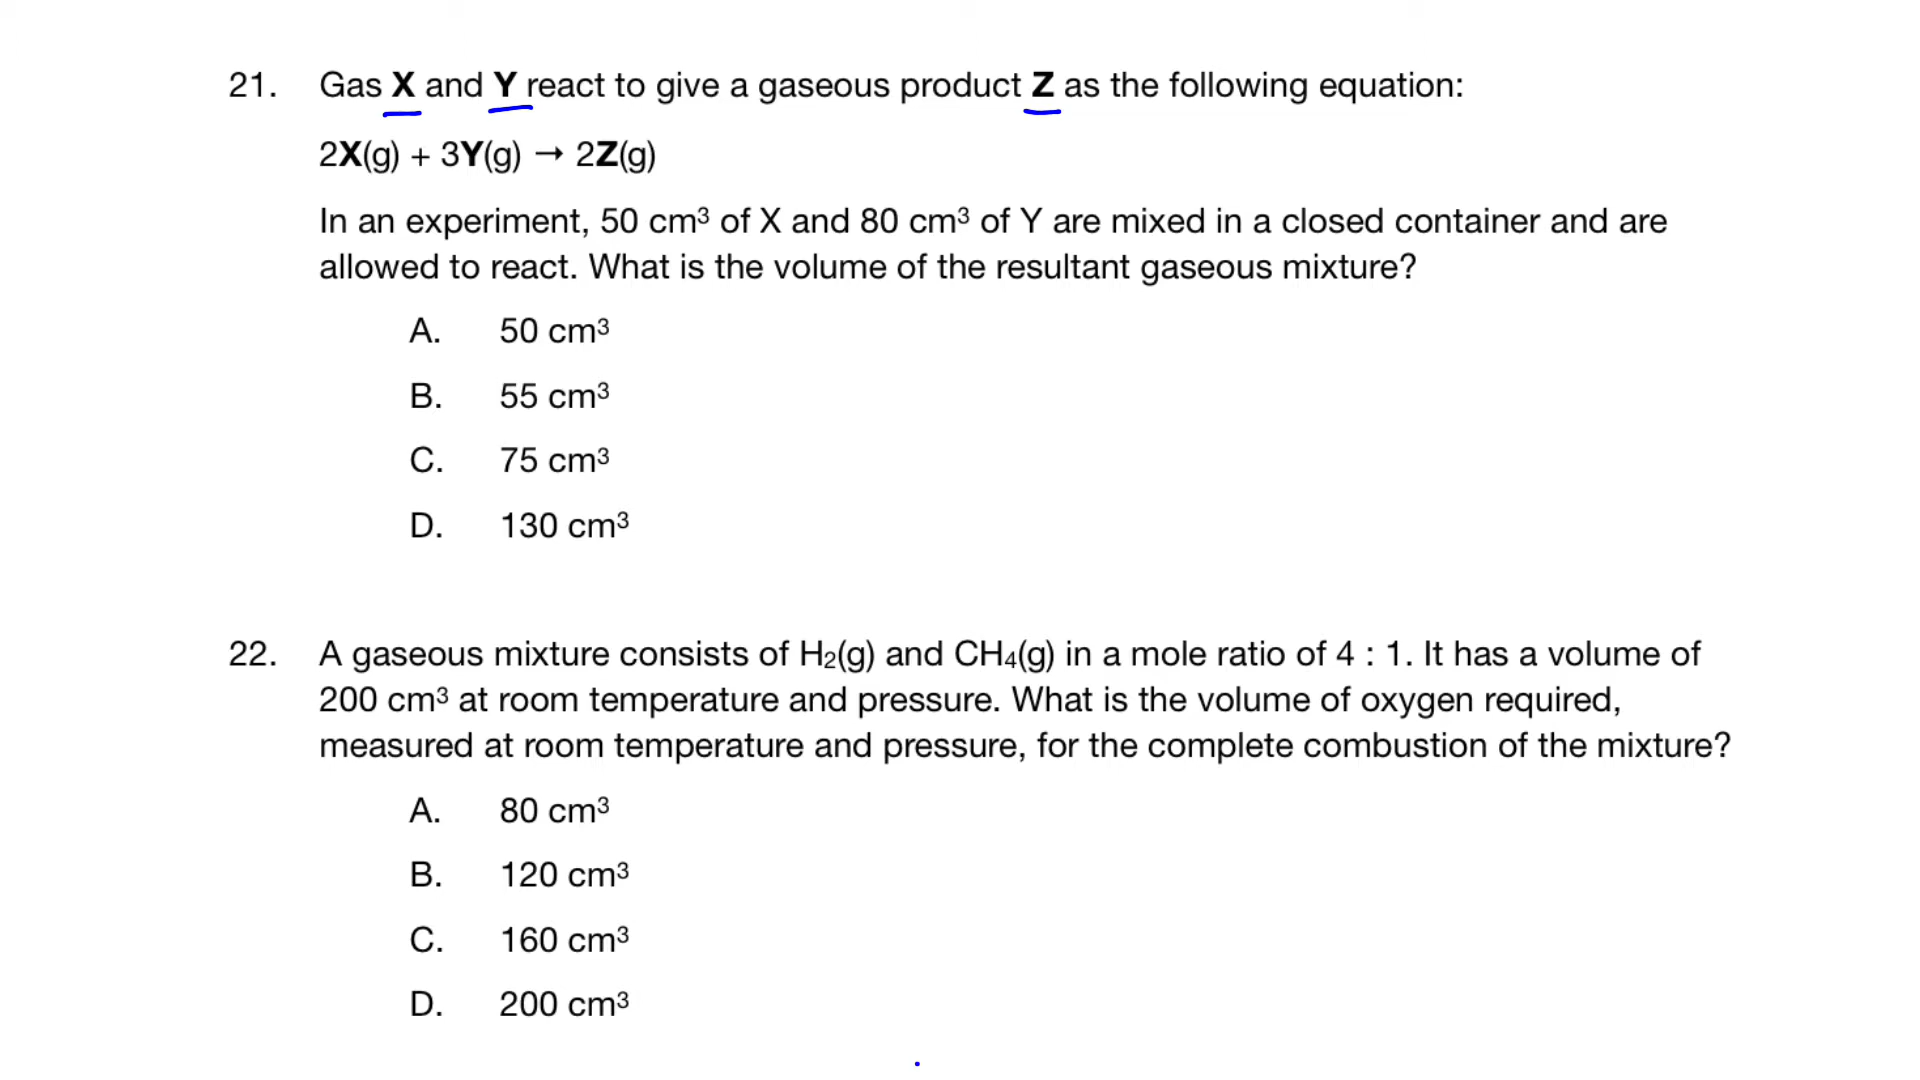 21. Gas X and Y react to give a gaseous product Z as the following equation:
2X(g) + 3Y(g) → 2Z(g)
In an experiment, 50 cm³ of X and 80 cm³ of Y are mixed in a closed container and are
allowed to react. What is the volume of the resultant gaseous mixture?
A. 50 cm³
B. 55 cm³
C. 75 cm³
D. 130 cm³
22. A gaseous mixture consists of H₂(g) and CH₄(g) in a mole ratio of 4 : 1. It has a volume of
200 cm³ at room temperature and pressure. What is the volume of oxygen required,
measured at room temperature and pressure, for the complete combustion of the mixture?
A. 80 cm³
B. 120 cm³
C. 160 cm³
D. 200 cm³